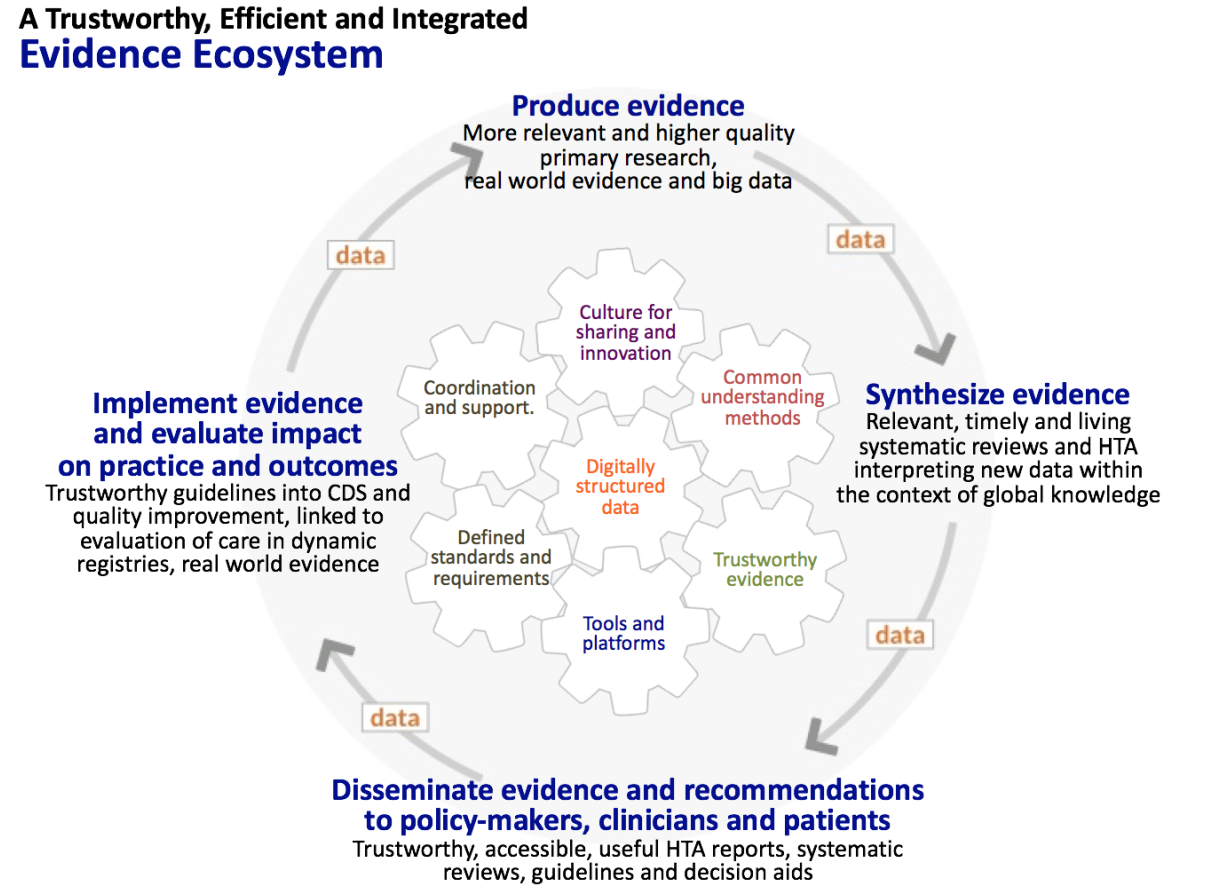 A Trustworthy, Efficient and Integrated
Evidence Ecosystem
Produce evidence
More relevant and higher quality
primary research,
real world evidence and big data
data
data
Culture for
sharing and
innovation
Coordination
and support.
Common
understanding
methods
Digitally
structured
data
Defined
standards and
requirements
Trustworthy
evidence
Tools and
platforms
Synthesize evidence
Relevant, timely and living
systematic reviews and HTA
interpreting new data within
the context of global knowledge
Implement evidence
and evaluate impact
on practice and outcomes
Trustworthy guidelines into CDS and
quality improvement, linked to
evaluation of care in dynamic
registries, real world evidence
data
data
Disseminate evidence and recommendations
to policy-makers, clinicians and patients
Trustworthy, accessible, useful HTA reports, systematic
reviews, guidelines and decision aids